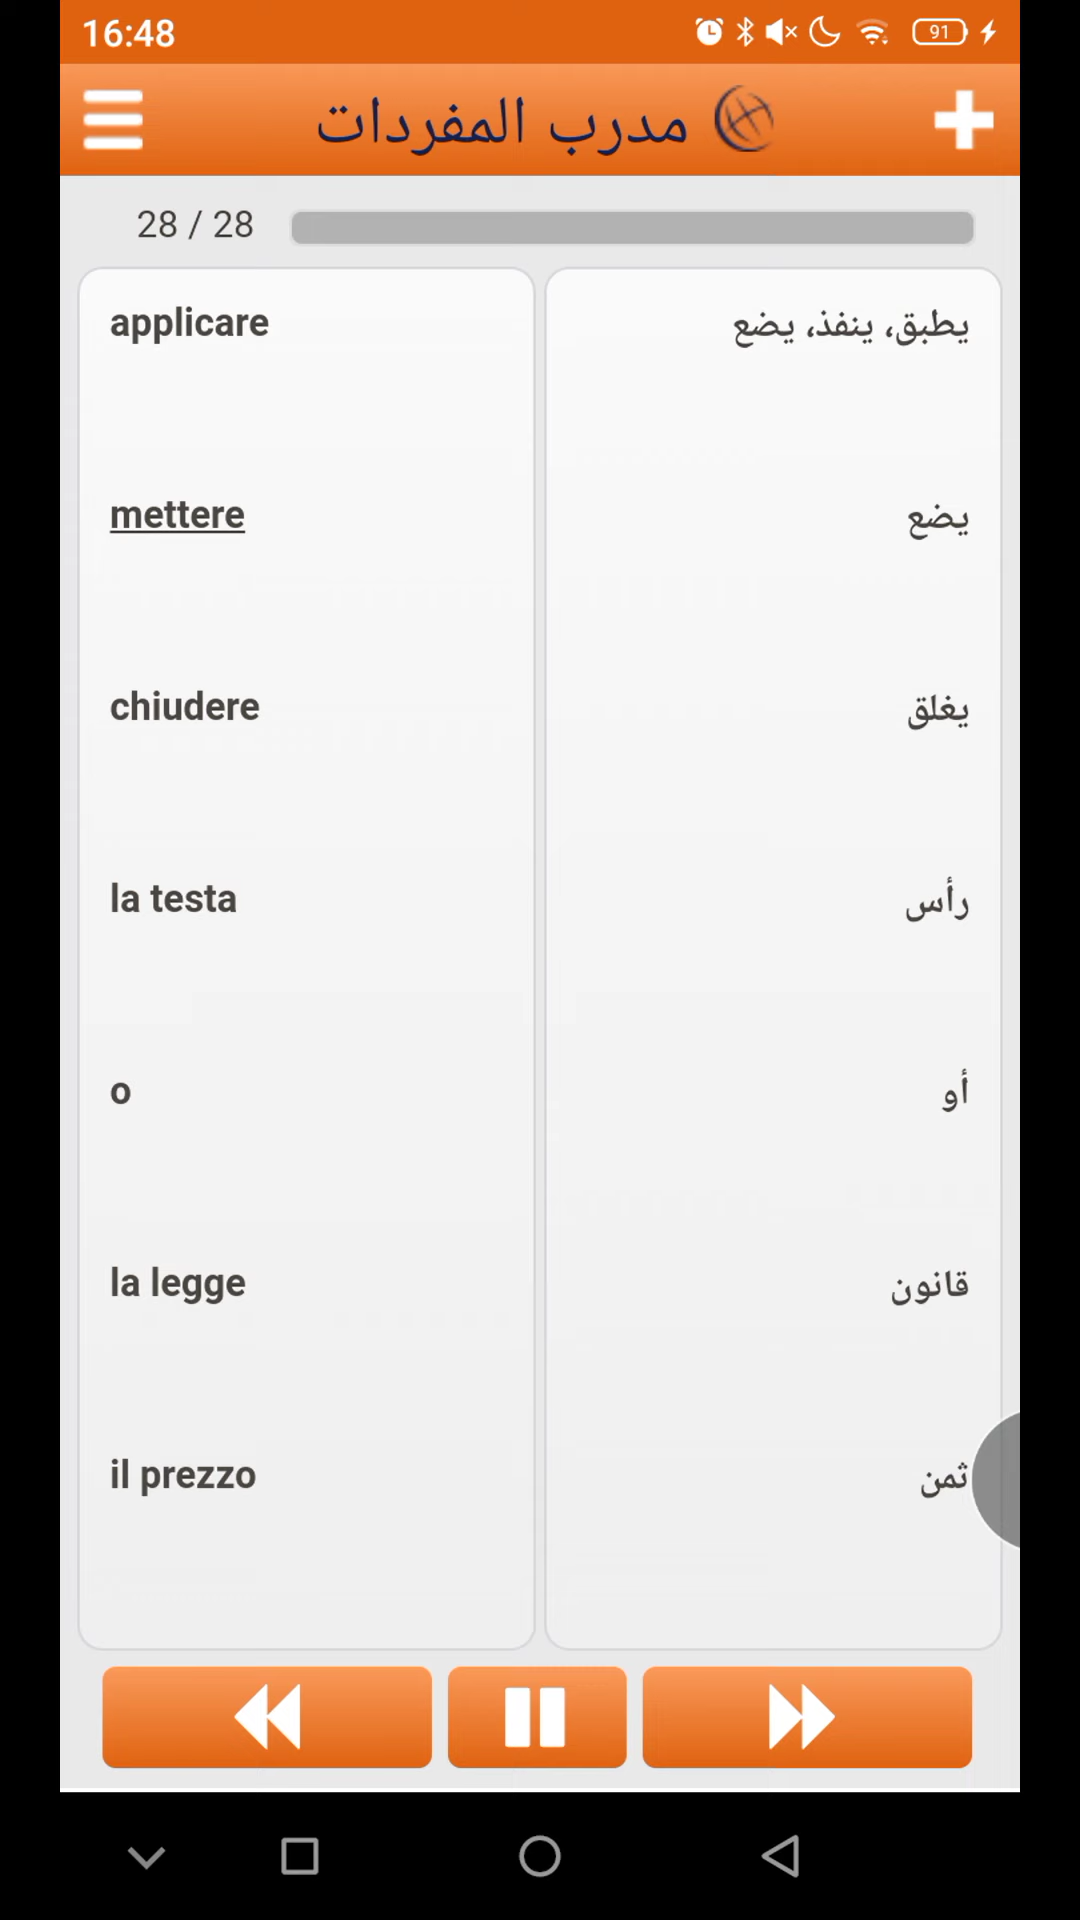 16:48
91
مدرب المفردات
28 / 28
applicare
يطبق، ينفذ، يضع
mettere
يضع
chiudere
يغلق
la testa
رأس
o
أو
la legge
قانون
il prezzo
ثمن